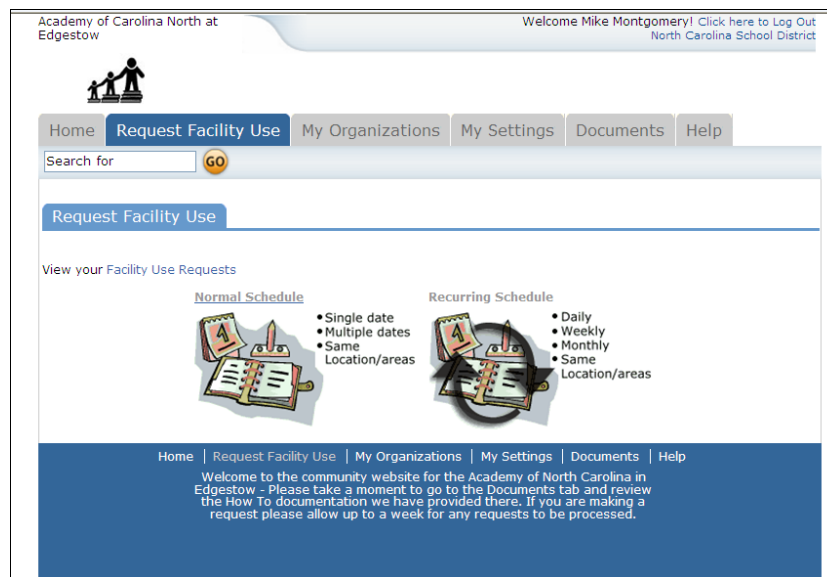 Academy of Carolina North at
Edgestow
Welcome Mike Montgomery! Click here to Log Out
North Carolina School District
Home Request Facility Use My Organizations My Settings Documents Help
Search for GO
Request Facility Use
View your Facility Use Requests
Normal Schedule
•Single date
•Multiple dates
•Same
Location/areas
Recurring Schedule
•Daily
•Weekly
•Monthly
•Same
Location/areas
Home | Request Facility Use | My Organizations | My Settings | Documents | Help
Welcome to the community website for the Academy of North Carolina in
Edgestow - Please take a moment to go to the Documents tab and review
the How To documentation we have provided there. If you are making a
request please allow up to a week for any requests to be processed.